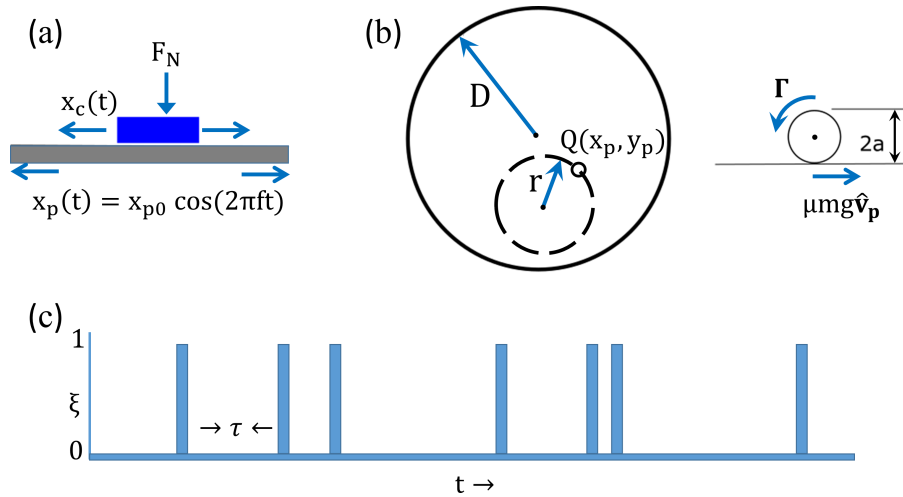 (a)
F_N
x_c(t)
x_p(t) = x_p0 cos(2πft)
(b)
D
Q(x_p, y_p)
r
Γ
2a
μmgv̂_p
(c)
1
ξ
0
→ τ ←
t →